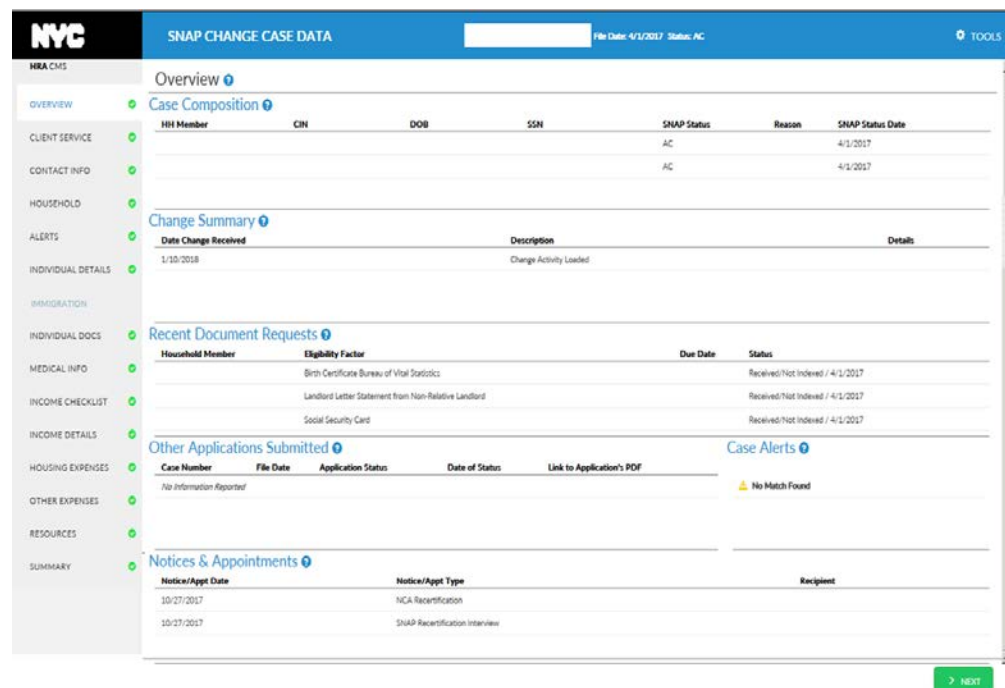 NYC
SNAP CHANGE CASE DATA
File Date: 4/1/2017 Status: AC
TOOLS
HRA CMS
OVERVIEW
CLIENT SERVICE
CONTACT INFO
HOUSEHOLD
ALERTS
INDIVIDUAL DETAILS
IMMIGRATION
INDIVIDUAL DOCS
MEDICAL INFO
INCOME CHECKLIST
INCOME DETAILS
HOUSING EXPENSES
OTHER EXPENSES
RESOURCES
SUMMARY
Overview ?
Case Composition ?
HH Member CIN DOB SSN SNAP Status Reason SNAP Status Date
AC 4/1/2017
AC 4/1/2017
Change Summary ?
Date Change Received Description Details
1/10/2018 Change Activity Loaded
Recent Document Requests ?
Household Member Eligibility Factor Due Date Status
Birth Certificate Bureau of Vital Statistics Received/Not Indexed / 4/1/2017
Landlord Letter Statement from Non-Relative Landlord Received/Not Indexed / 4/1/2017
Social Security Card Received/Not Indexed / 4/1/2017
Other Applications Submitted ?
Case Number File Date Application Status Date of Status Link to Application's PDF
No Information Reported
Case Alerts ?
No Match Found
Notices & Appointments ?
Notice/Appt Date Notice/Appt Type Recipient
10/27/2017 NCA Recertification
10/27/2017 SNAP Recertification Interview
> NEXT